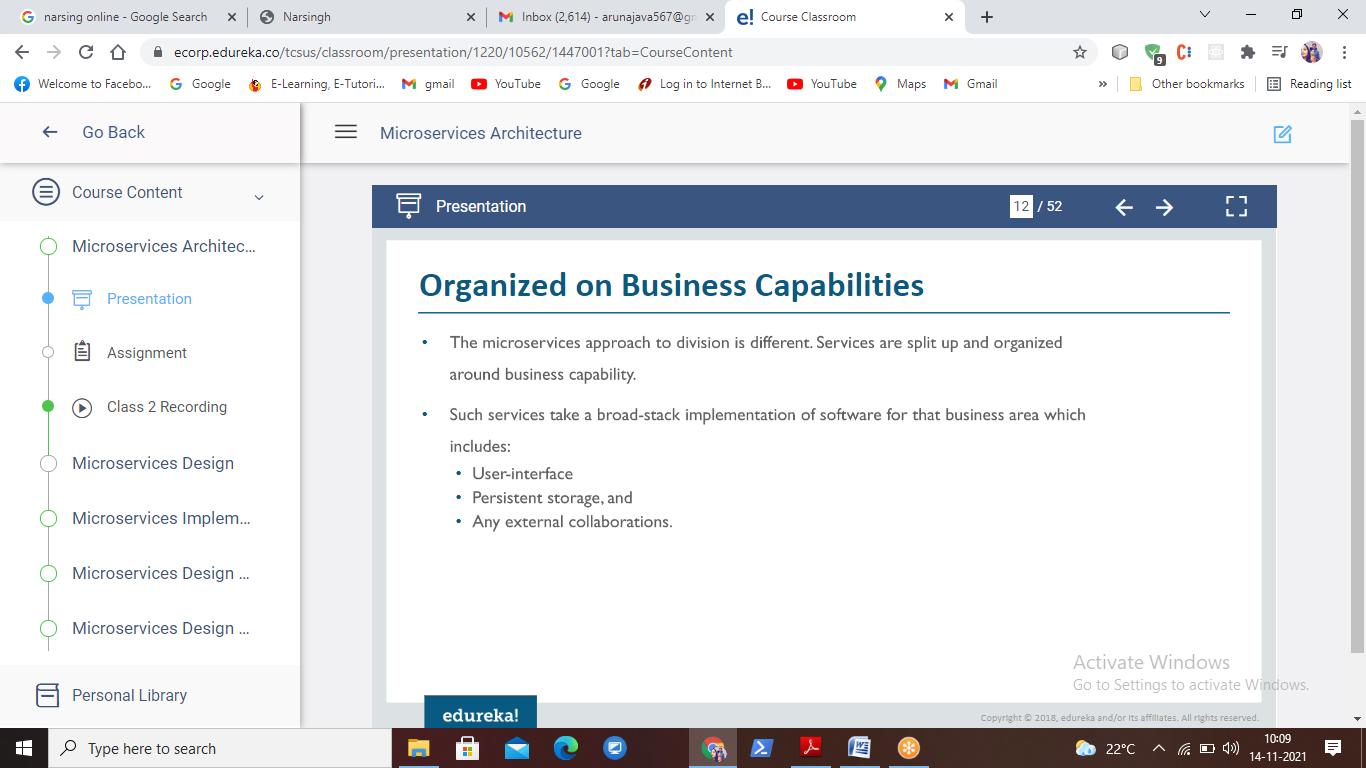 narsing online - Google Search
Narsingh
Inbox (2,614) - arunajava567@gm
Course Classroom
ecorp.edureka.co/tcsus/classroom/presentation/1220/10562/1447001?tab=CourseContent
9
Welcome to Facebo...
Google
E-Learning, E-Tutori...
gmail
YouTube
Google
Log in to Internet B...
YouTube
Maps
Gmail
»
Other bookmarks
Reading list
Go Back
Microservices Architecture
Course Content
Microservices Architec...
Presentation
Assignment
Class 2 Recording
Microservices Design
Microservices Implem...
Microservices Design ...
Microservices Design ...
Personal Library
Presentation
12 / 52
Organized on Business Capabilities
• The microservices approach to division is different. Services are split up and organized
around business capability.
• Such services take a broad-stack implementation of software for that business area which
includes:
• User-interface
• Persistent storage, and
• Any external collaborations.
Activate Windows
Go to Settings to activate Windows.
edureka!
Copyright © 2018, edureka and/or its affiliates. All rights reserved.
Type here to search
22°C
10:09
14-11-2021